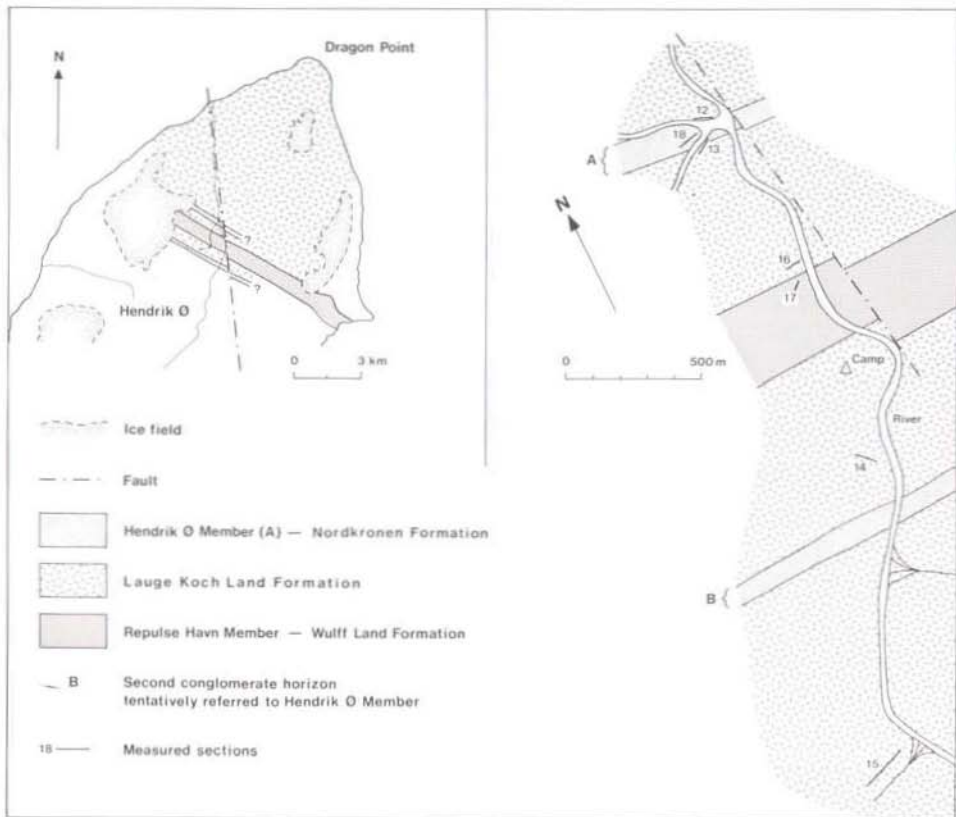 Dragon Point
N
?
?
Hendrik Ø
0 3 km
Ice field
Fault
Hendrik Ø Member (A) — Nordkronen Formation
Lauge Koch Land Formation
Repulse Havn Member — Wulff Land Formation
B Second conglomerate horizon
tentatively referred to Hendrik Ø Member
18 Measured sections
12
18
13
A
N
16
17
0 500 m
Camp
River
14
B
15